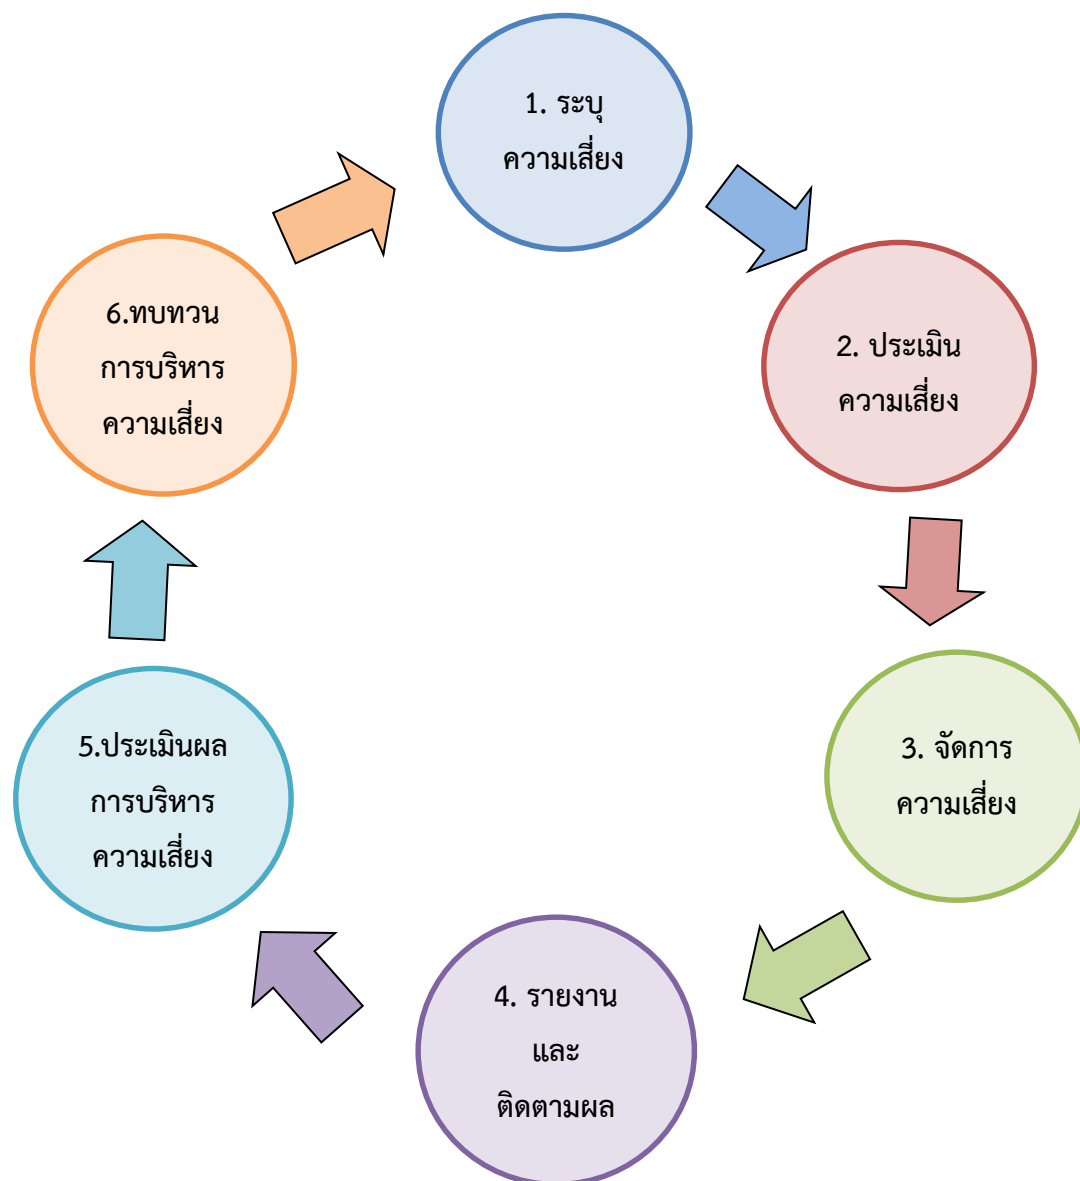 1. ระบุ
ความเสี่ยง
2. ประเมิน
ความเสี่ยง
3. จัดการ
ความเสี่ยง
4. รายงาน
และ
ติดตามผล
5.ประเมินผล
การบริหาร
ความเสี่ยง
6.ทบทวน
การบริหาร
ความเสี่ยง